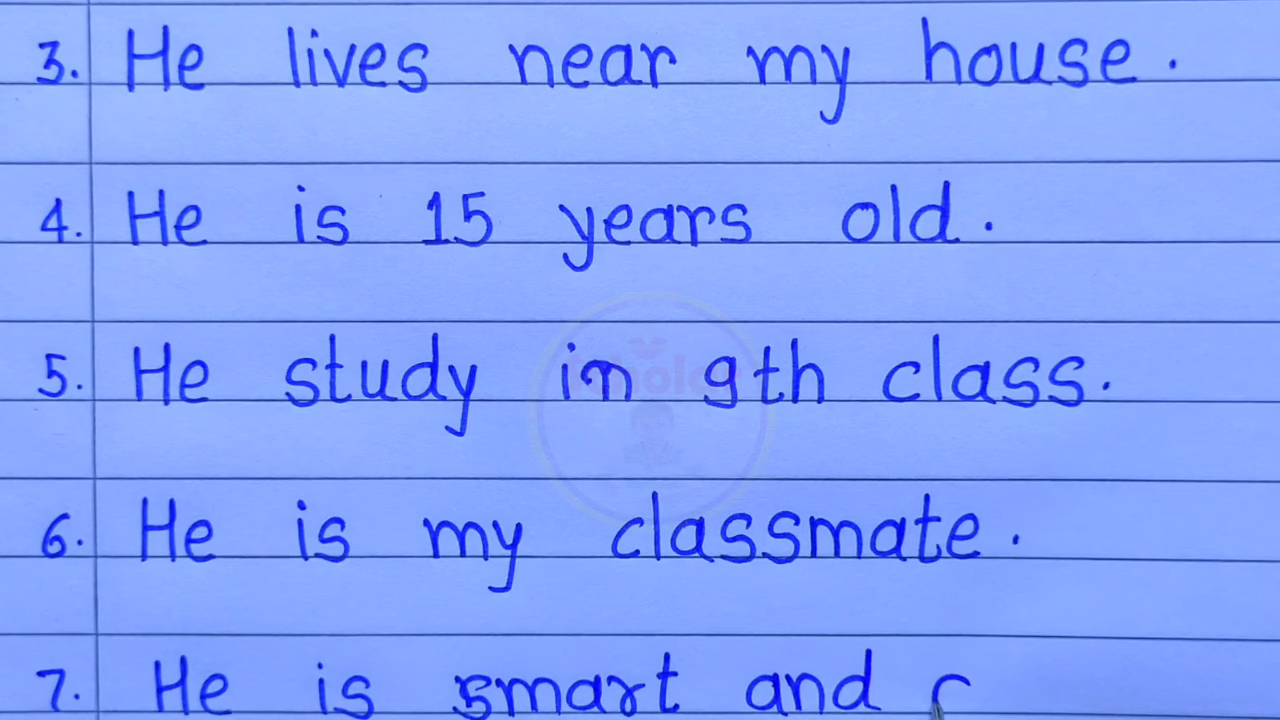 3. He lives near my house.
4. He is 15 years old.
5. He study in 9th class.
6. He is my classmate.
7. He is smart and